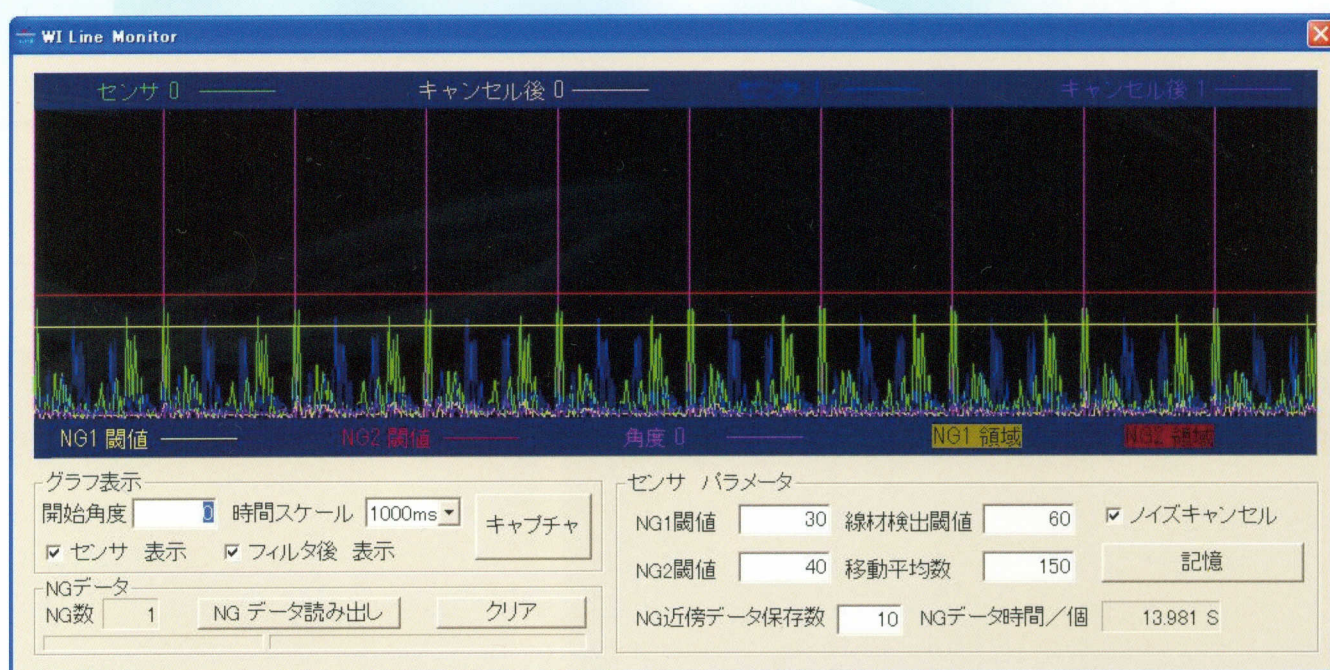 WI Line Monitor
センサ 0 キャンセル後 0 センサ 1 キャンセル後 1
NG1 閾値 NG2 閾値 角度 0 NG1 領域 NG2 領域
グラフ表示
開始角度 0 時間スケール 1000ms キャプチャ
センサ 表示 フィルタ後 表示
NGデータ
NG数 1 NG データ読み出し クリア
センサ パラメータ
NG1閾値 30 線材検出閾値 60 ノイズキャンセル
NG2閾値 40 移動平均数 150 記憶
NG近傍データ保存数 10 NGデータ時間/個 13.981 S